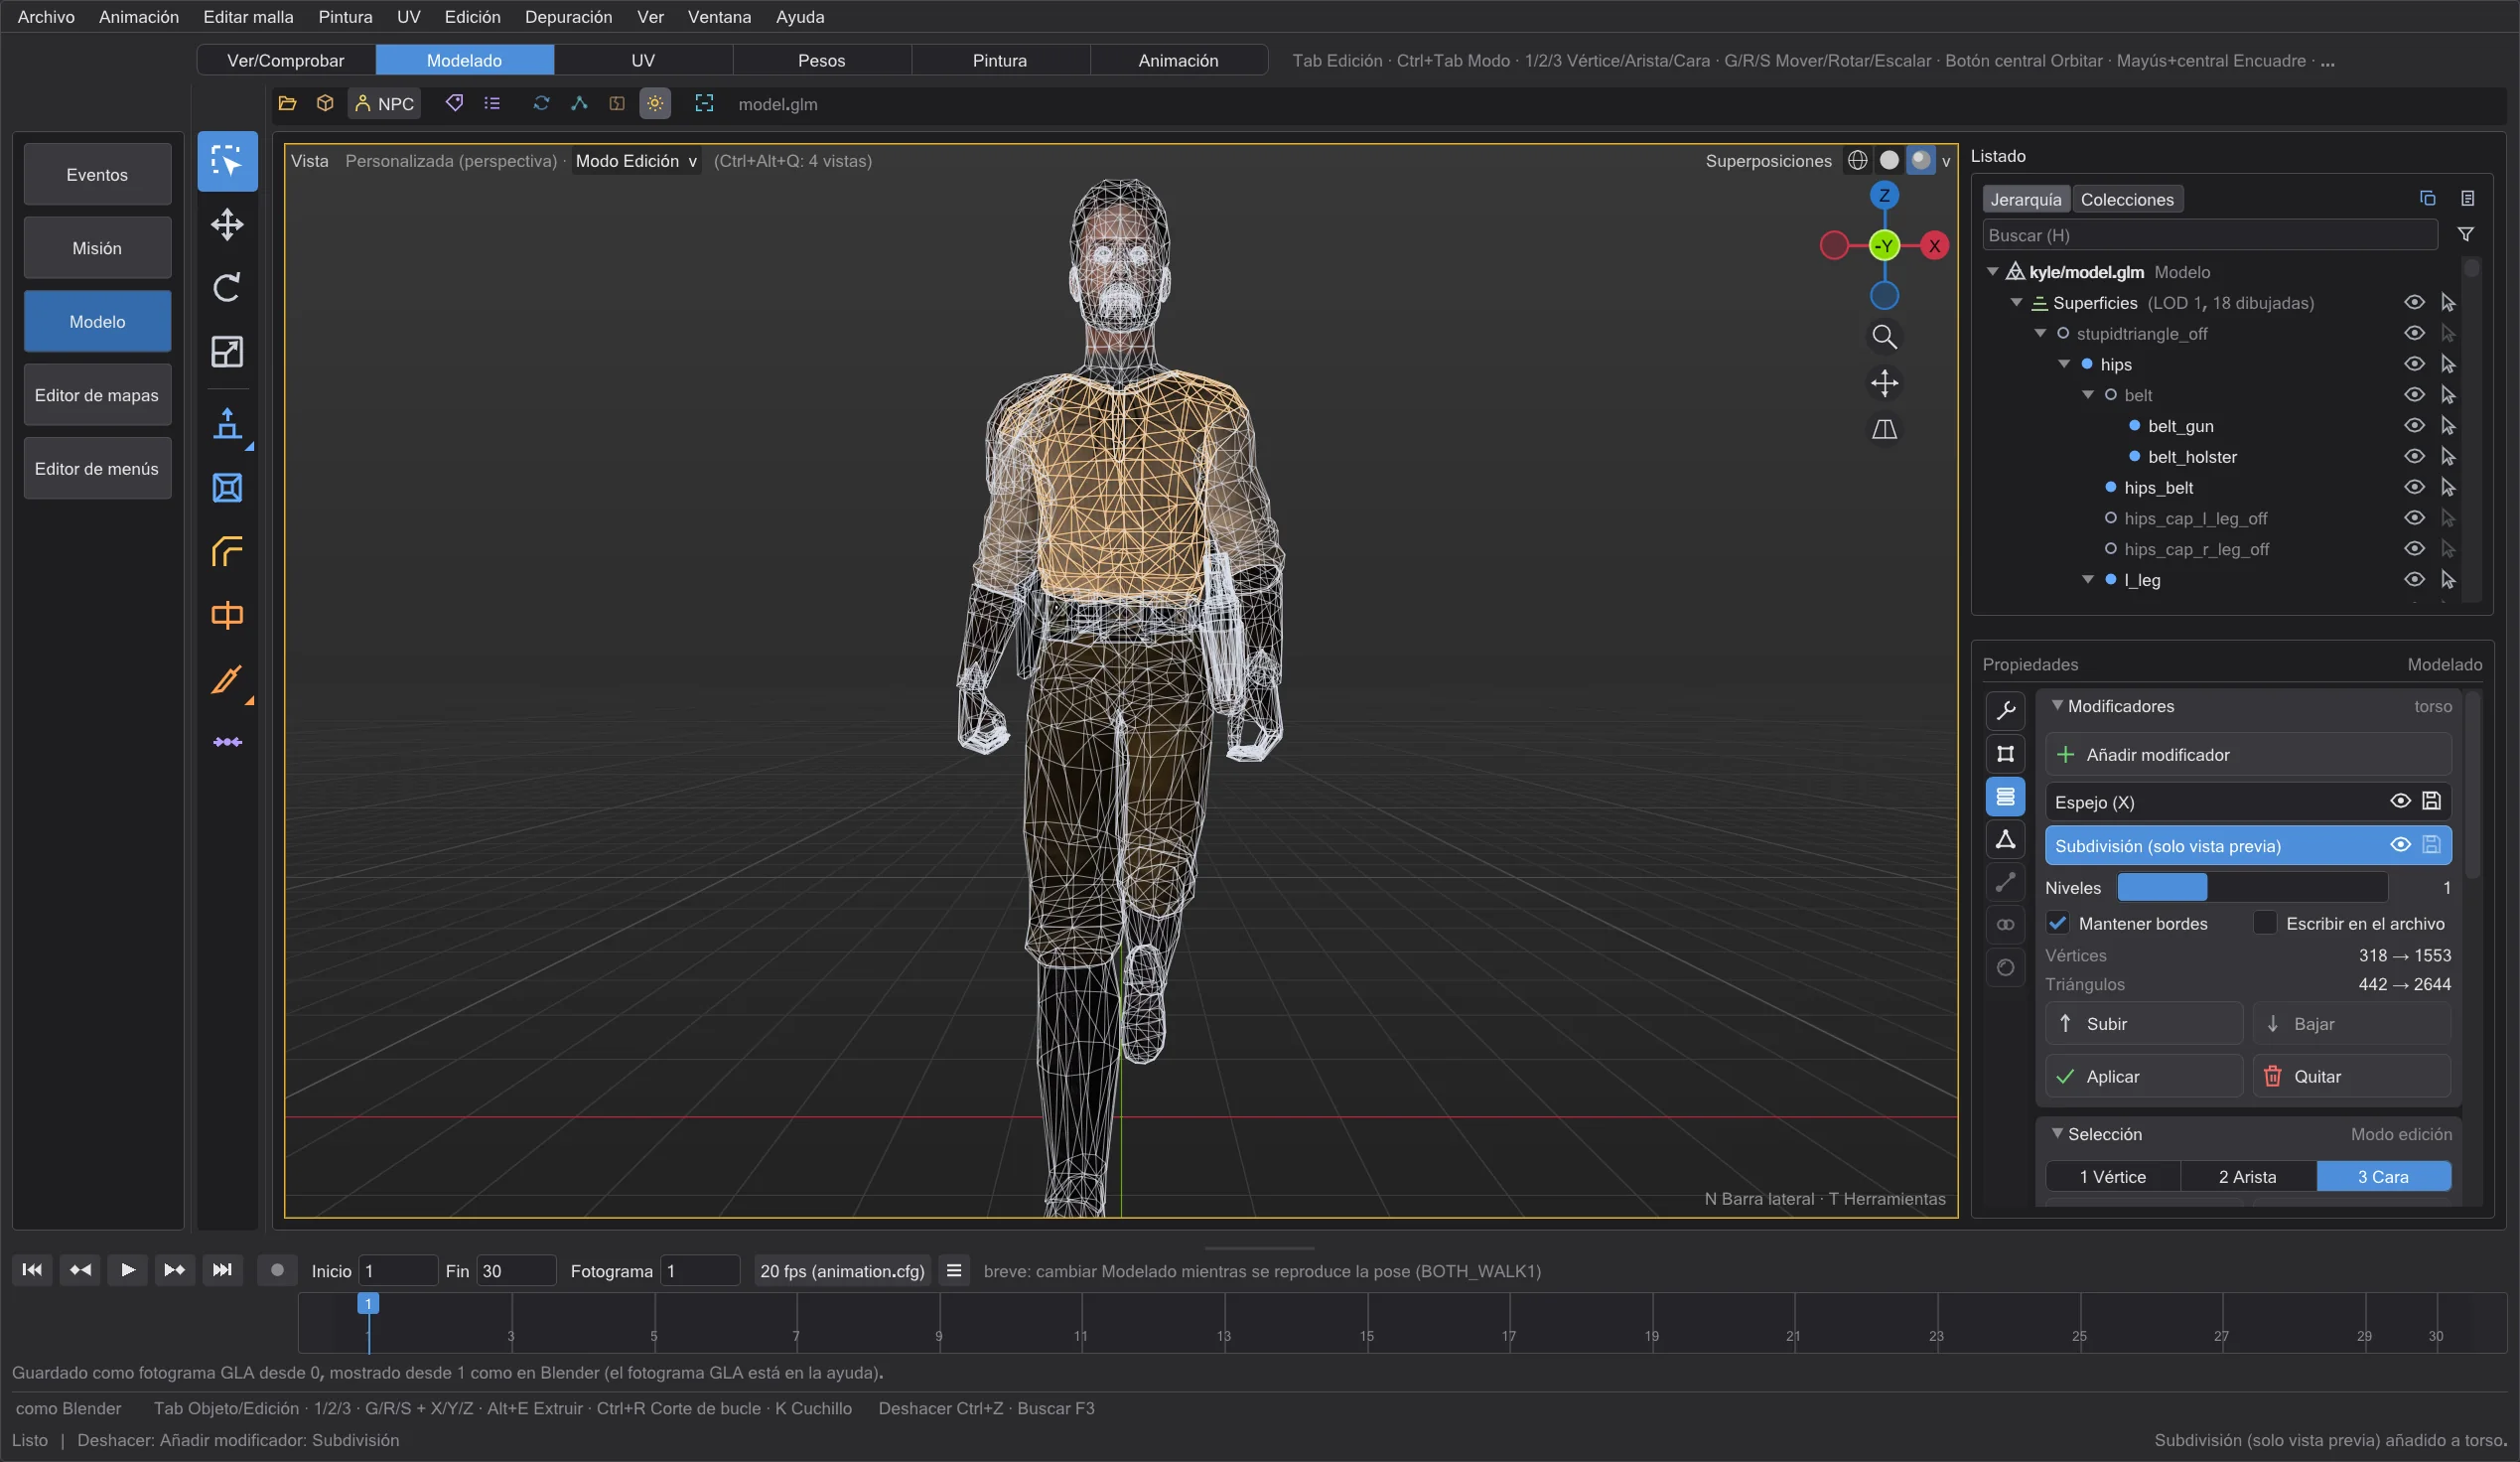 Archivo Animación Editar malla Pintura UV Edición Depuración Ver Ventana Ayuda
Ver/Comprobar Modelado UV Pesos Pintura Animación Tab Edición · Ctrl+Tab Modo · 1/2/3 Vértice/Arista/Cara · G/R/S Mover/Rotar/Escalar · Botón central Orbitar · Mayús+central Encuadre · ...
NPC model.glm
Eventos
Misión
Modelo
Editor de mapas
Editor de menús
Vista Personalizada (perspectiva) · Modo Edición v (Ctrl+Alt+Q: 4 vistas) Superposiciones v
Z
-Y X
N Barra lateral · T Herramientas
Listado
Jerarquía Colecciones
Buscar (H)
kyle/model.glm Modelo
Superficies (LOD 1, 18 dibujadas)
stupidtriangle_off
hips
belt
belt_gun
belt_holster
hips_belt
hips_cap_l_leg_off
hips_cap_r_leg_off
l_leg
Propiedades Modelado
Modificadores torso
Añadir modificador
Espejo (X)
Subdivisión (solo vista previa)
Niveles 1
Mantener bordes Escribir en el archivo
Vértices 318 → 1553
Triángulos 442 → 2644
Subir Bajar
Aplicar Quitar
Selección Modo edición
1 Vértice 2 Arista 3 Cara
Inicio 1 Fin 30 Fotograma 1 20 fps (animation.cfg) breve: cambiar Modelado mientras se reproduce la pose (BOTH_WALK1)
1
1 3 5 7 9 11 13 15 17 19 21 23 25 27 29 30
Guardado como fotograma GLA desde 0, mostrado desde 1 como en Blender (el fotograma GLA está en la ayuda).
como Blender Tab Objeto/Edición · 1/2/3 · G/R/S + X/Y/Z · Alt+E Extruir · Ctrl+R Corte de bucle · K Cuchillo Deshacer Ctrl+Z · Buscar F3
Listo | Deshacer: Añadir modificador: Subdivisión Subdivisión (solo vista previa) añadido a torso.